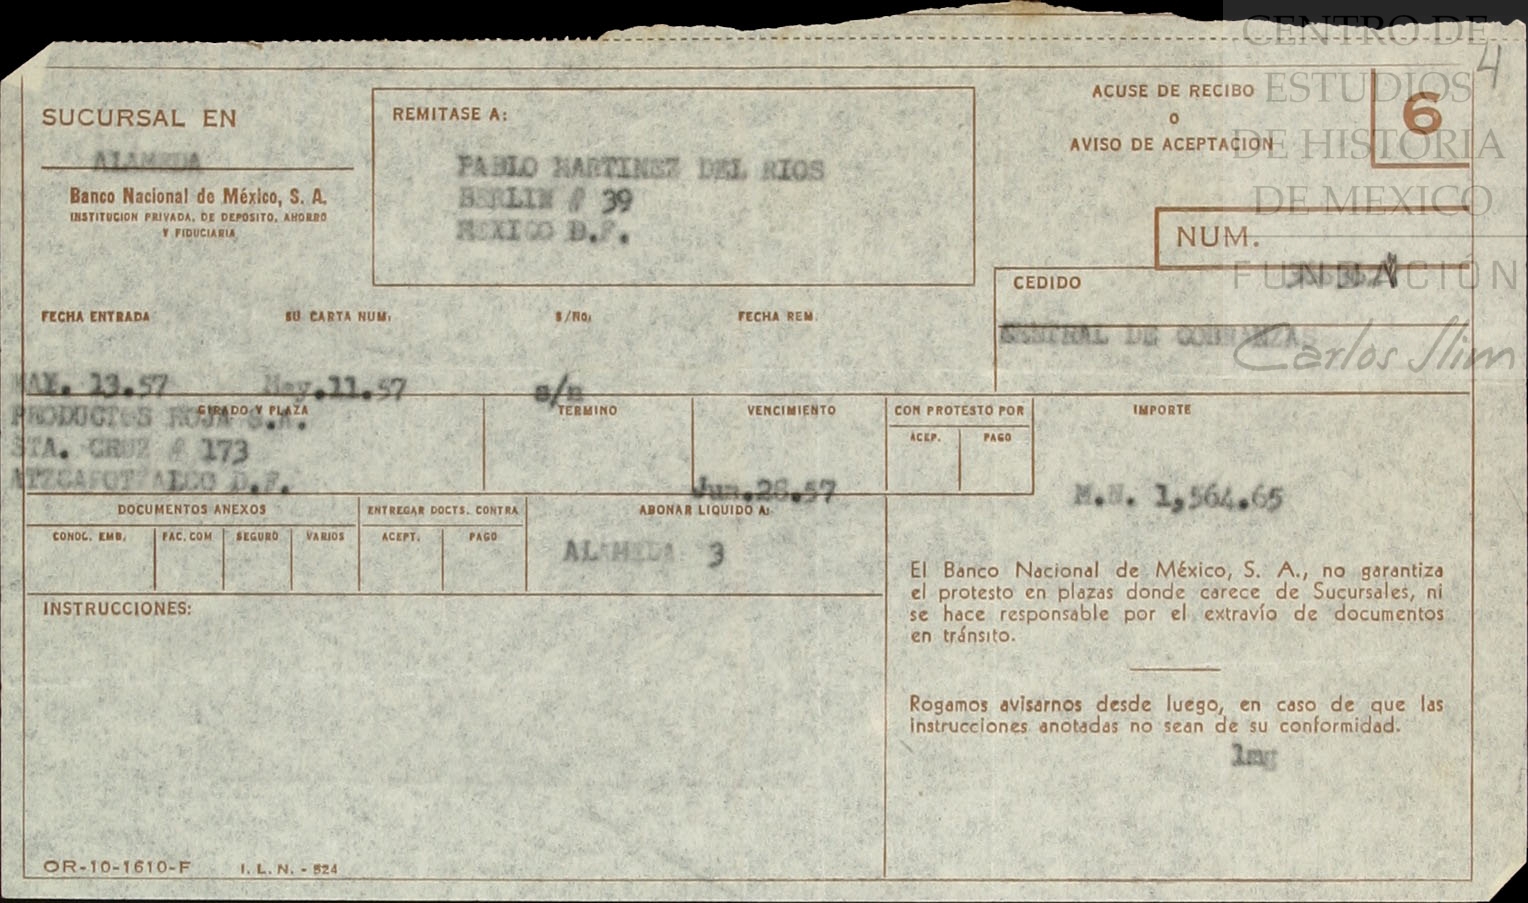 CENTRO DE
ESTUDIOS
DE HISTORIA
DE MEXICO
FUNDACIÓN
Carlos Slim
4
SUCURSAL EN
ALAMEDA
Banco Nacional de México, S. A.
INSTITUCION PRIVADA, DE DEPOSITO, AHORRO
Y FIDUCIARIA
REMITASE A:
PABLO MARTINEZ DEL RIOS
BERLIN # 39
MEXICO D.F.
ACUSE DE RECIBO
O
AVISO DE ACEPTACION
6
NUM.
CEDIDO
CENTRAL DE COBRANZAS
FECHA ENTRADA SU CARTA NUM: S/NO: FECHA REM.
MAY. 13.57 May.11.57 s/n
GIRADO Y PLAZA
PRODUCTOS ROJA S.A.
STA. CRUZ # 173
ATZCAPOTZALCO D.F.
TERMINO
VENCIMIENTO
Jun.28.57
CON PROTESTO POR
ACEP. PAGO
IMPORTE
M.N. 1,564.65
DOCUMENTOS ANEXOS
CONOC. EMB. FAC. COM SEGURO VARIOS
ENTREGAR DOCTS. CONTRA
ACEPT. PAGO
ABONAR LIQUIDO A:
ALAMEDA 3
INSTRUCCIONES:
El Banco Nacional de México, S. A., no garantiza
el protesto en plazas donde carece de Sucursales, ni
se hace responsable por el extravío de documentos
en tránsito.
Rogamos avisarnos desde luego, en caso de que las
instrucciones anotadas no sean de su conformidad.
lmg
OR-10-1610-F I. L. N. - 524